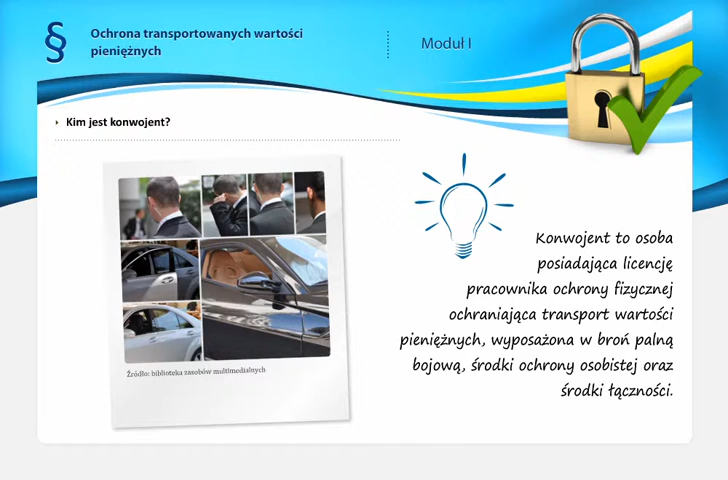 §
Ochrona transportowanych wartości
pieniężnych
Moduł I
Kim jest konwojent?
Konwojent to osoba
posiadająca licencję
pracownika ochrony fizycznej
ochraniająca transport wartości
pieniężnych, wyposażona w broń palną
bojową, środki ochrony osobistej oraz
środki łączności.
Źródło: biblioteka zasobów multimedialnych